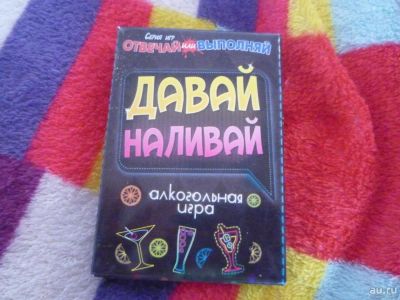 Серия игр
ОТВЕЧАЙ или ВЫПОЛНЯЙ
ДАВАЙ
НАЛИВАЙ
алкогольная
игра
au.ru